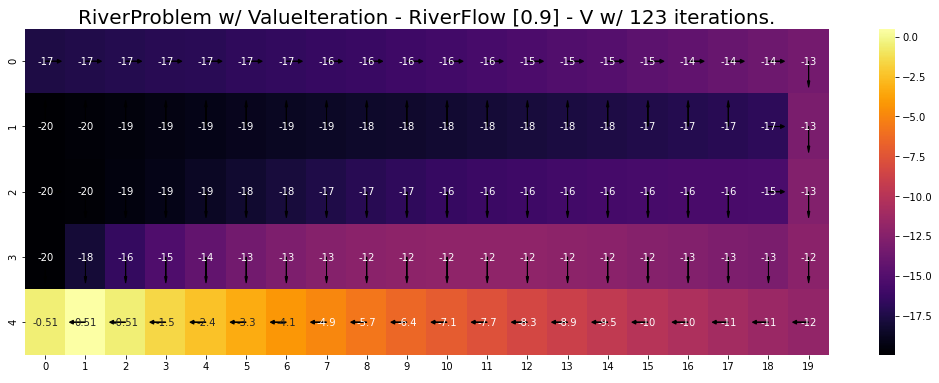 RiverProblem w/ ValueIteration - RiverFlow [0.9] - V w/ 123 iterations.
0 -17 -17 -17 -17 -17 -17 -17 -16 -16 -16 -16 -16 -15 -15 -15 -15 -14 -14 -14 -13
1 -20 -20 -19 -19 -19 -19 -19 -19 -18 -18 -18 -18 -18 -18 -18 -17 -17 -17 -17 -13
2 -20 -20 -19 -19 -19 -18 -18 -17 -17 -17 -16 -16 -16 -16 -16 -16 -16 -16 -15 -13
3 -20 -18 -16 -15 -14 -13 -13 -13 -12 -12 -12 -12 -12 -12 -12 -12 -13 -13 -13 -12
4 -0.51 0.51 -0.51 -1.5 -2.4 -3.3 -4.1 -4.9 -5.7 -6.4 -7.1 -7.7 -8.3 -8.9 -9.5 -10 -10 -11 -11 -12
0 1 2 3 4 5 6 7 8 9 10 11 12 13 14 15 16 17 18 19
0.0
−2.5
−5.0
−7.5
−10.0
−12.5
−15.0
−17.5